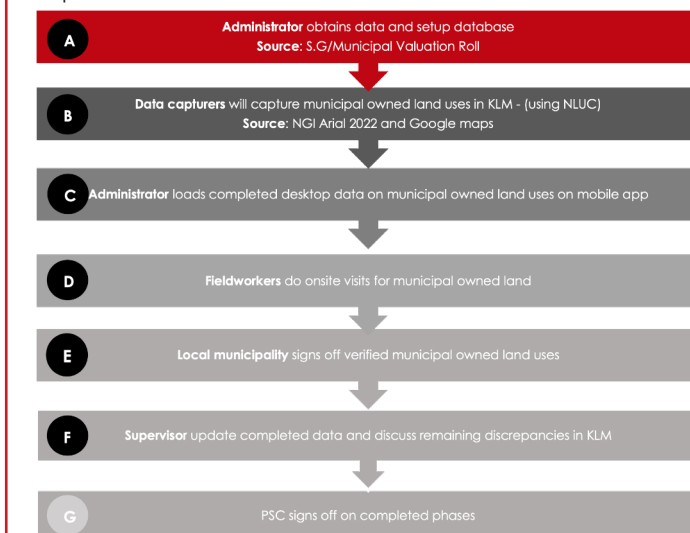 A
Administrator obtains data and setup database
Source: S.G/Municipal Valuation Roll
B
Data capturers will capture municipal owned land uses in KLM - (using NLUC)
Source: NGI Arial 2022 and Google maps
C
Administrator loads completed desktop data on municipal owned land uses on mobile app
D
Fieldworkers do onsite visits for municipal owned land
E
Local municipality signs off verified municipal owned land uses
F
Supervisor update completed data and discuss remaining discrepancies in KLM
G
PSC signs off on completed phases